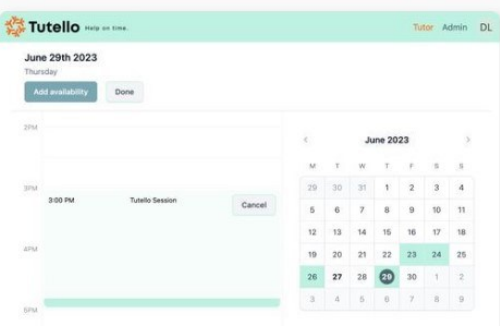 Tutello Help on time.
Tutor Admin DL
June 29th 2023
Thursday
Add availability Done
2PM
3PM
3:00 PM Tutello Session Cancel
4PM
5PM
< June 2023 >
M T W T F S S
29 30 31 1 2 3 4
5 6 7 8 9 10 11
12 13 14 15 16 17 18
19 20 21 22 23 24 25
26 27 28 29 30 1 2
3 4 5 6 7 8 9